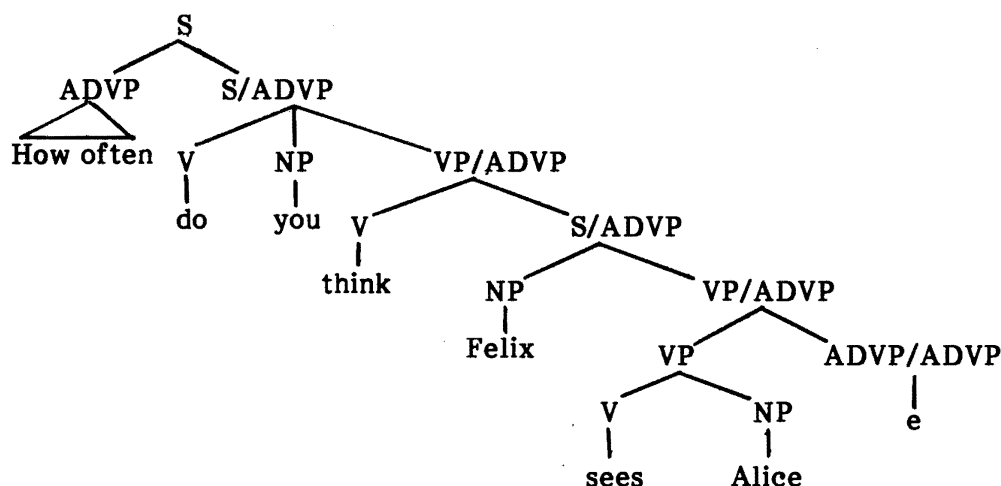 S
ADVP S/ADVP
How often V NP VP/ADVP
do you V S/ADVP
think NP VP/ADVP
Felix VP ADVP/ADVP
V NP e
sees Alice